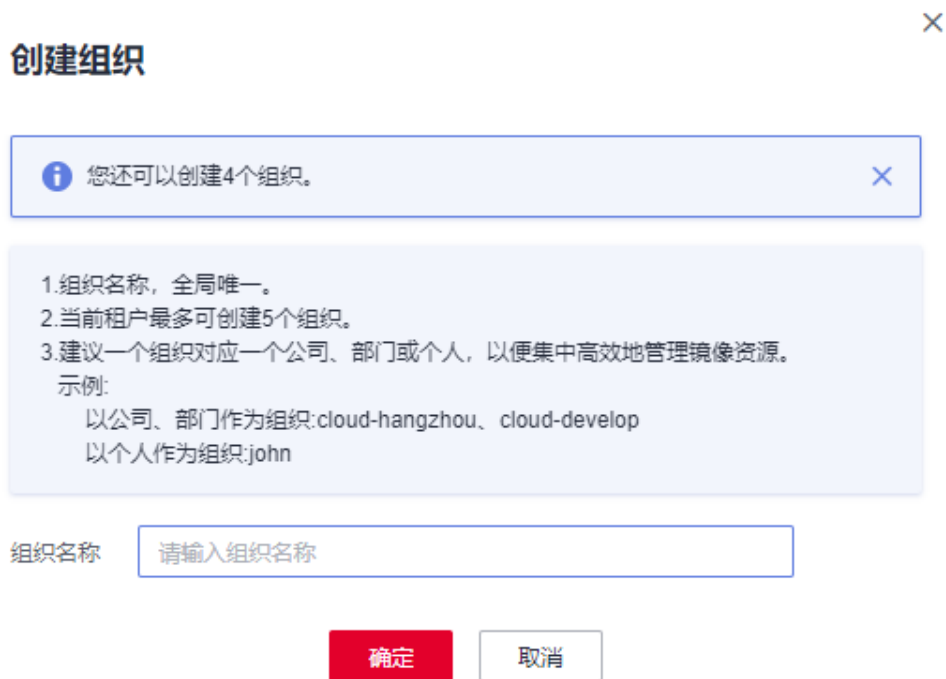 创建组织
您还可以创建4个组织。
1.组织名称，全局唯一。
2.当前租户最多可创建5个组织。
3.建议一个组织对应一个公司、部门或个人，以便集中高效地管理镜像资源。
示例:
以公司、部门作为组织:cloud-hangzhou、cloud-develop
以个人作为组织:john
组织名称 请输入组织名称
确定 取消